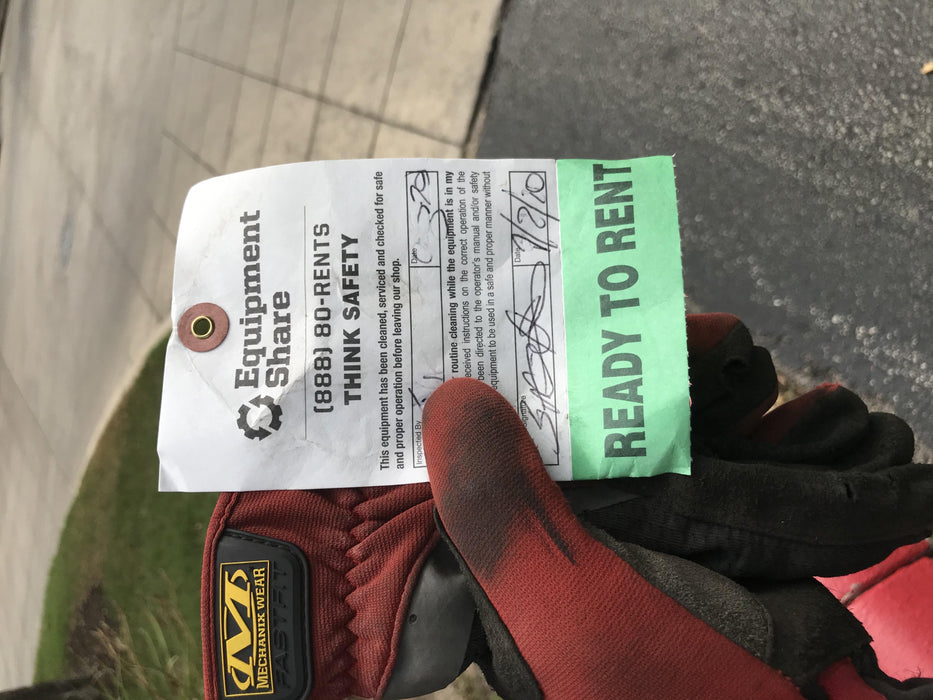 Equipment
Share
(888) 80-RENTS
THINK SAFETY
This equipment has been cleaned, serviced and checked for safe
and proper operation before leaving our shop.
Inspected By
Date
routine cleaning while the equipment is in my
received instructions on the correct operation of the
been directed to the operator's manual and/or safety
equipment to be used in a safe and proper manner without
Signature
Date
READY TO RENT
M
MECHANIX WEAR
FASTFIT